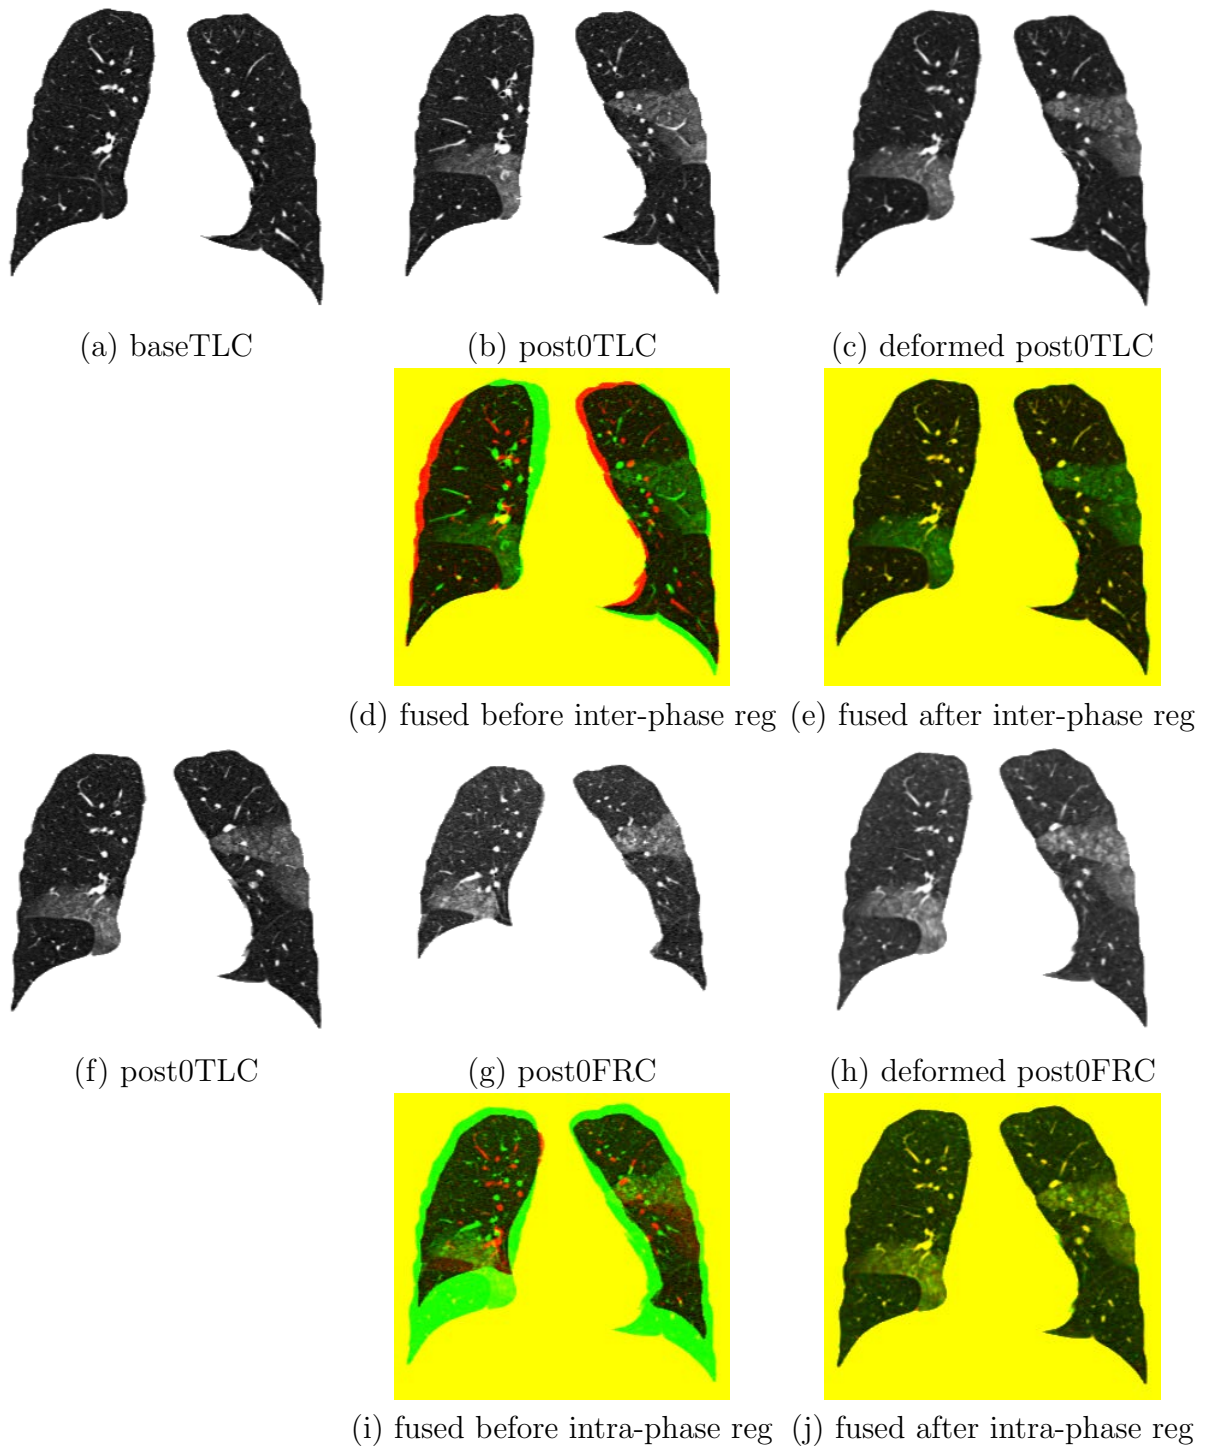 (a) baseTLC
(b) post0TLC
(c) deformed post0TLC
(d) fused before inter-phase reg
(e) fused after inter-phase reg
(f) post0TLC
(g) post0FRC
(h) deformed post0FRC
(i) fused before intra-phase reg
(j) fused after intra-phase reg